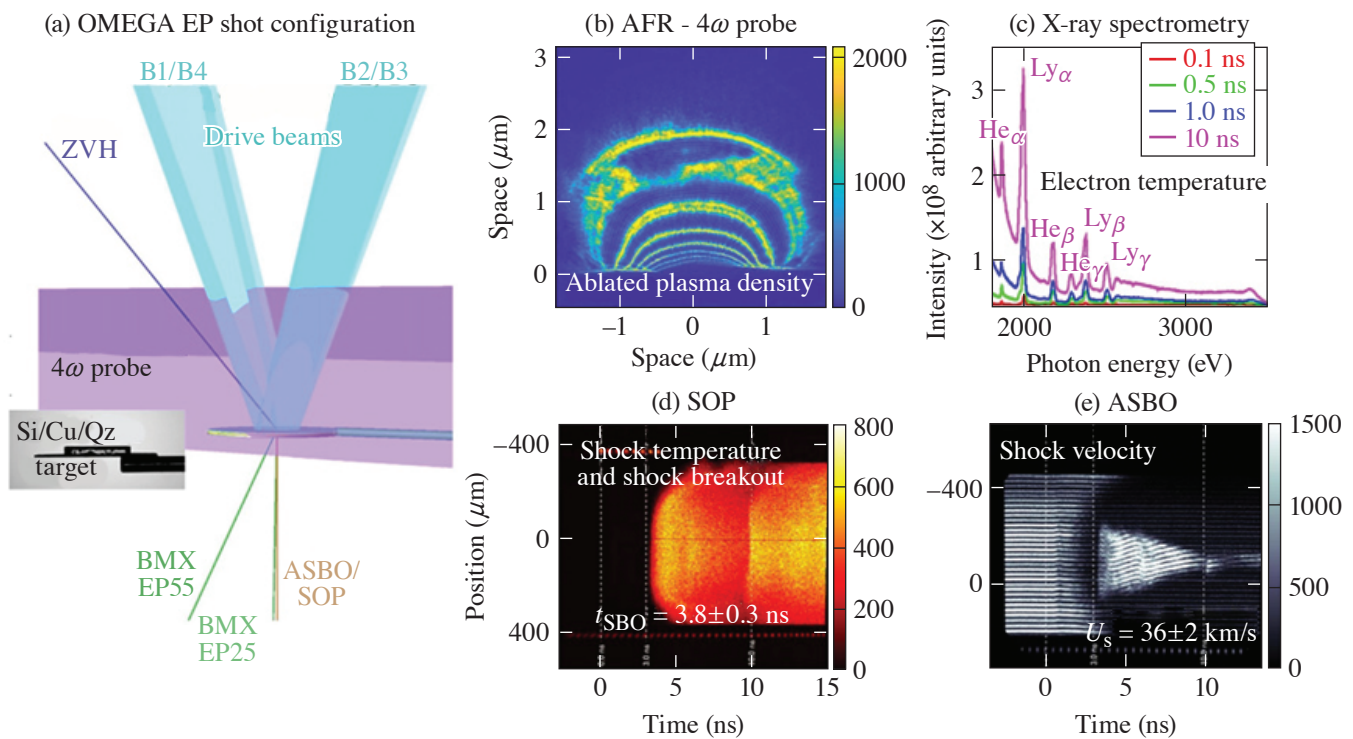 (a) OMEGA EP shot configuration
B1/B4
B2/B3
Drive beams
ZVH
4ω probe
Si/Cu/Qz
target
BMX
EP55
BMX
EP25
ASBO/
SOP
(b) AFR - 4ω probe
3
2
1
0
Space (μm)
–1
0
1
Space (μm)
Ablated plasma density
2000
1000
0
(c) X-ray spectrometry
0.1 ns
0.5 ns
1.0 ns
10 ns
Lyα
Heα
Electron temperature
Heβ
Lyβ
Heγ
Lyγ
3
2
1
Intensity (×10⁸ arbitrary units)
2000
3000
Photon energy (eV)
(d) SOP
–400
0
400
Position (μm)
Shock temperature
and shock breakout
tSBO = 3.8±0.3 ns
0
5
10
15
Time (ns)
800
600
400
200
0
(e) ASBO
Shock velocity
–400
0
Us = 36±2 km/s
0
5
10
Time (ns)
1500
1000
500
0